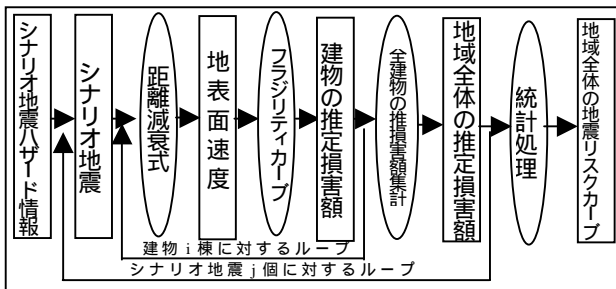 シナリオ地震ハザード情報
シナリオ地震
距離減衰式
地表面速度
フラジリティカーブ
建物の推定損害額
全建物の推損害額集計
地域全体の推定損害額
統計処理
地域全体の地震リスクカーブ
建物i棟に対するループ
シナリオ地震j個に対するループ